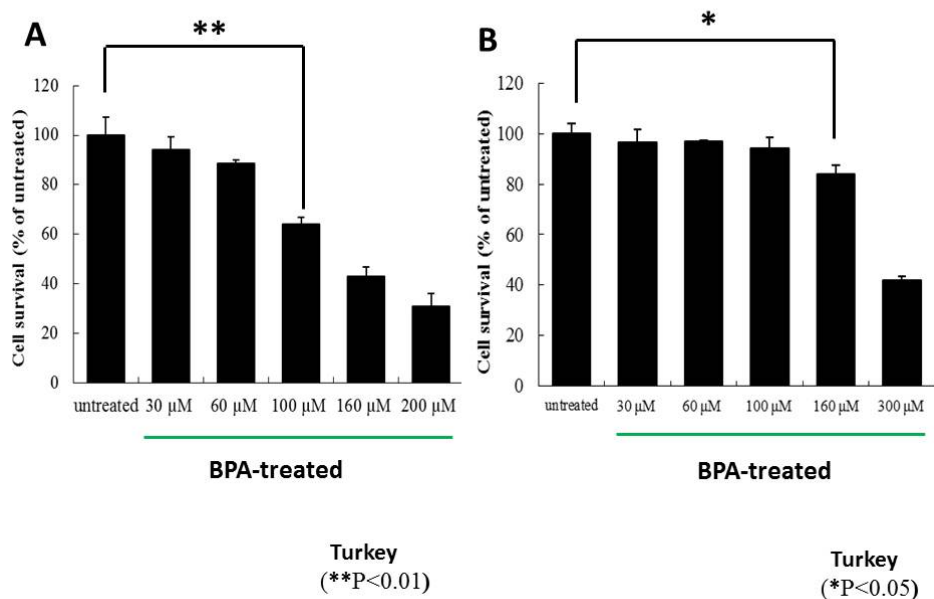 A
**
Cell survival (% of untreated )
120
100
80
60
40
20
0
untreated 30 µM 60 µM 100 µM 160 µM 200 µM
BPA-treated
Turkey
(**P<0.01)
B
*
Cell survival (% of untreated)
120
100
80
60
40
20
0
untreated 30 µM 60 µM 100 µM 160 µM 300 µM
BPA-treated
Turkey
(*P<0.05)